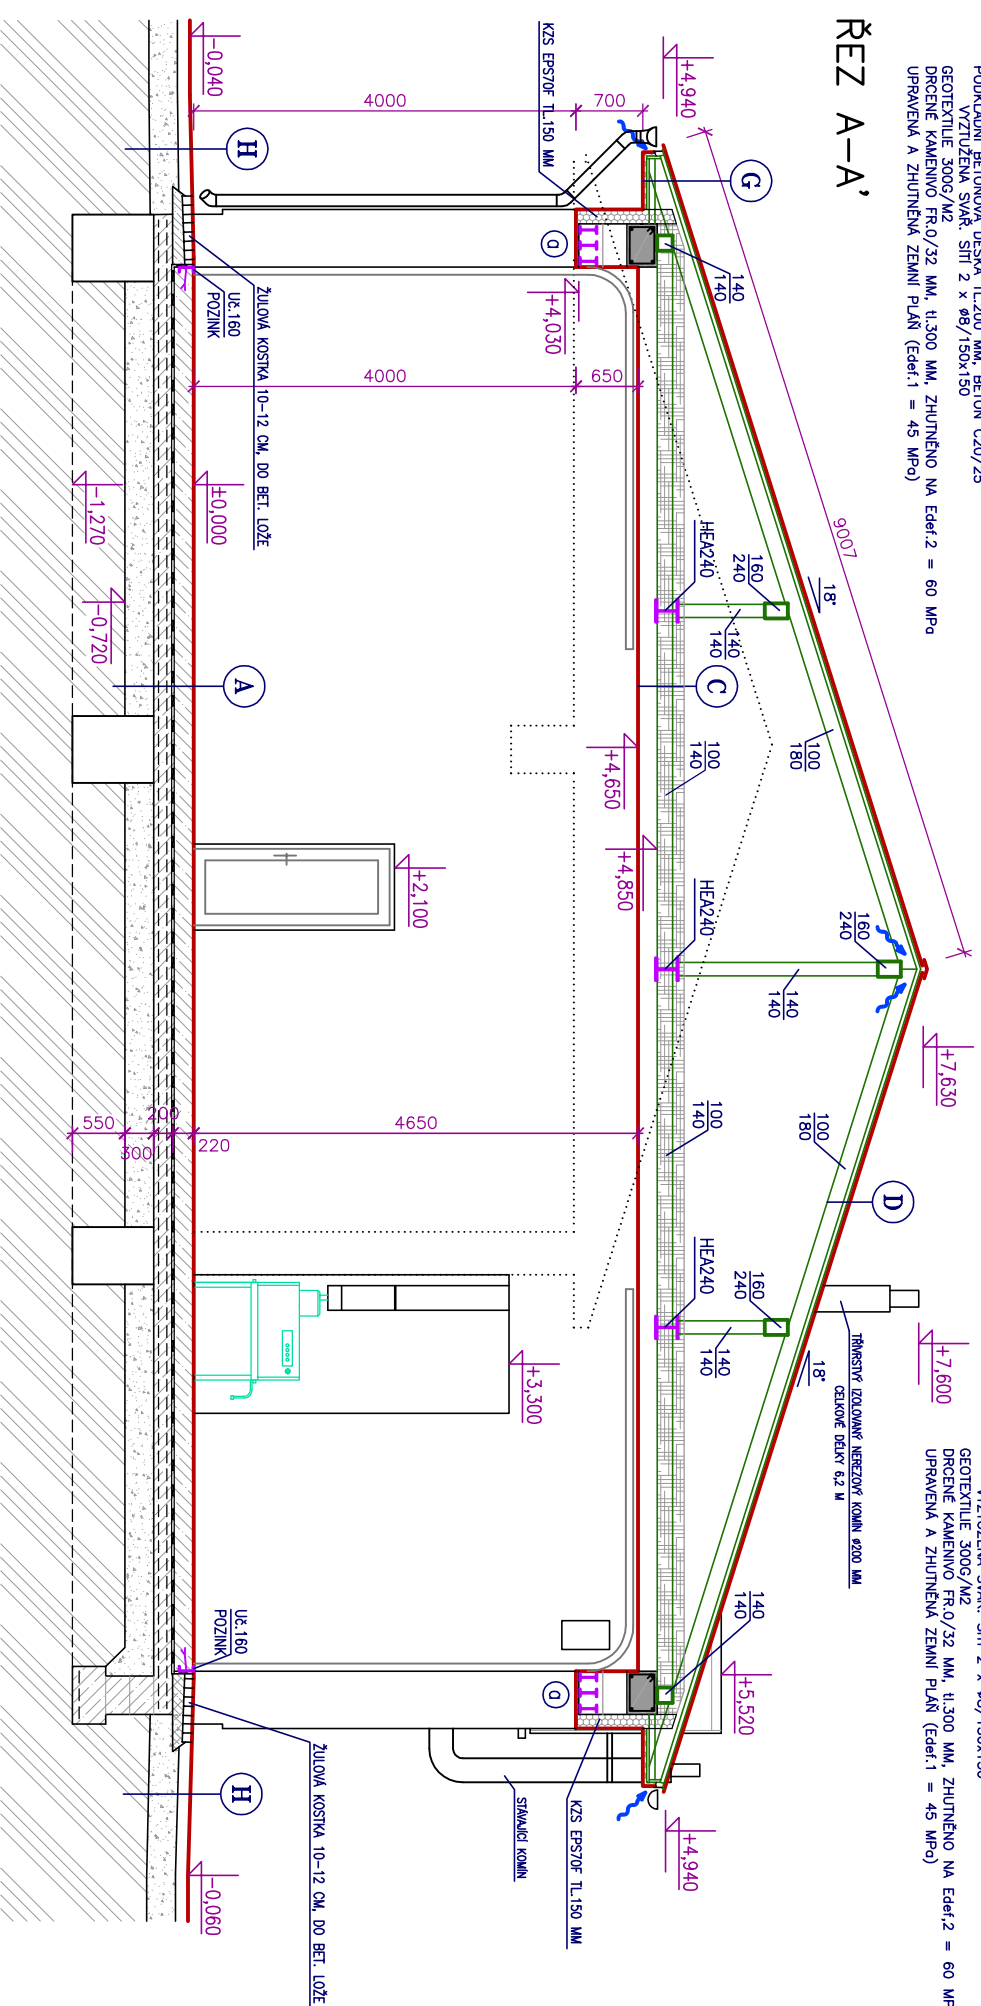 ŘEZ A-A'
PODKLADNÍ BETONOVÁ DESKA TL.200 MM, BETON C20/25
VYZTUŽENÁ SVAŘ. SÍTÍ 2 x ø8/150x150
GEOTEXTILIE 300G/M2
DRCENÉ KAMENIVO FR.0/32 MM, tl.300 MM, ZHUTNĚNO NA Edef.2 = 60 MPa
UPRAVENÁ A ZHUTNĚNÁ ZEMNÍ PLÁŇ (Edef.1 = 45 MPa)
VYZTUŽENÁ SVAŘ. SÍTÍ 2 x ø8/150x150
GEOTEXTILIE 300G/M2
DRCENÉ KAMENIVO FR.0/32 MM, tl.300 MM, ZHUTNĚNO NA Edef,2 = 60 MP
UPRAVENÁ A ZHUTNĚNÁ ZEMNÍ PLÁŇ (Edef.1 = 45 MPa)
9007
+7,630
+7,600
18°
18°
160
240
160
240
160
240
100
180
100
180
D
TŘÍVRSTVÝ IZOLOVANÝ NEREZOVÝ KOMÍN ø200 MM
CELKOVÉ DÉLKY 6,2 M
140
140
140
140
140
140
140
140
140
140
+5,520
+4,940
+4,940
G
C
HEA240
HEA240
HEA240
100
140
100
140
+4,850
+4,650
700
650
KZS EPS70F TL.150 MM
KZS EPS70F TL.150 MM
a
a
+4,030
STÁVAJÍCÍ KOMÍN
+3,300
+2,100
4000
4000
4650
ŽULOVÁ KOSTKA 10-12 CM, DO BET. LOŽE
ŽULOVÁ KOSTKA 10-12 CM, DO BET. LOŽE
Uč.160
POZINK
Uč.160
POZINK
±0,000
-0,040
-0,060
H
A
H
220
200
300
550
-0,720
-1,270